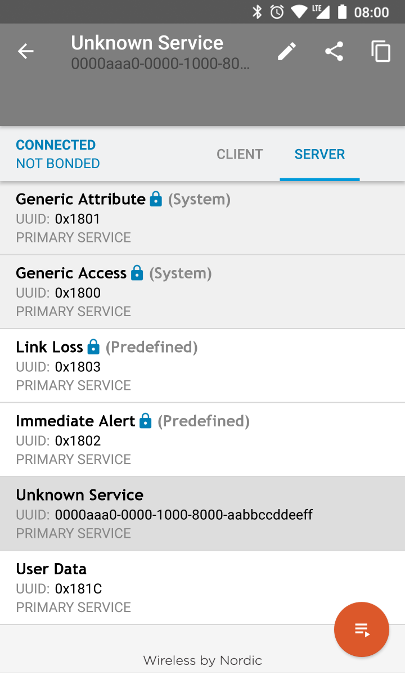 LTE 08:00
Unknown Service
0000aaa0-0000-1000-80...
CONNECTED
NOT BONDED
CLIENT SERVER
Generic Attribute (System)
UUID: 0x1801
PRIMARY SERVICE
Generic Access (System)
UUID: 0x1800
PRIMARY SERVICE
Link Loss (Predefined)
UUID: 0x1803
PRIMARY SERVICE
Immediate Alert (Predefined)
UUID: 0x1802
PRIMARY SERVICE
Unknown Service
UUID: 0000aaa0-0000-1000-8000-aabbccddeeff
PRIMARY SERVICE
User Data
UUID: 0x181C
PRIMARY SERVICE
Wireless by Nordic